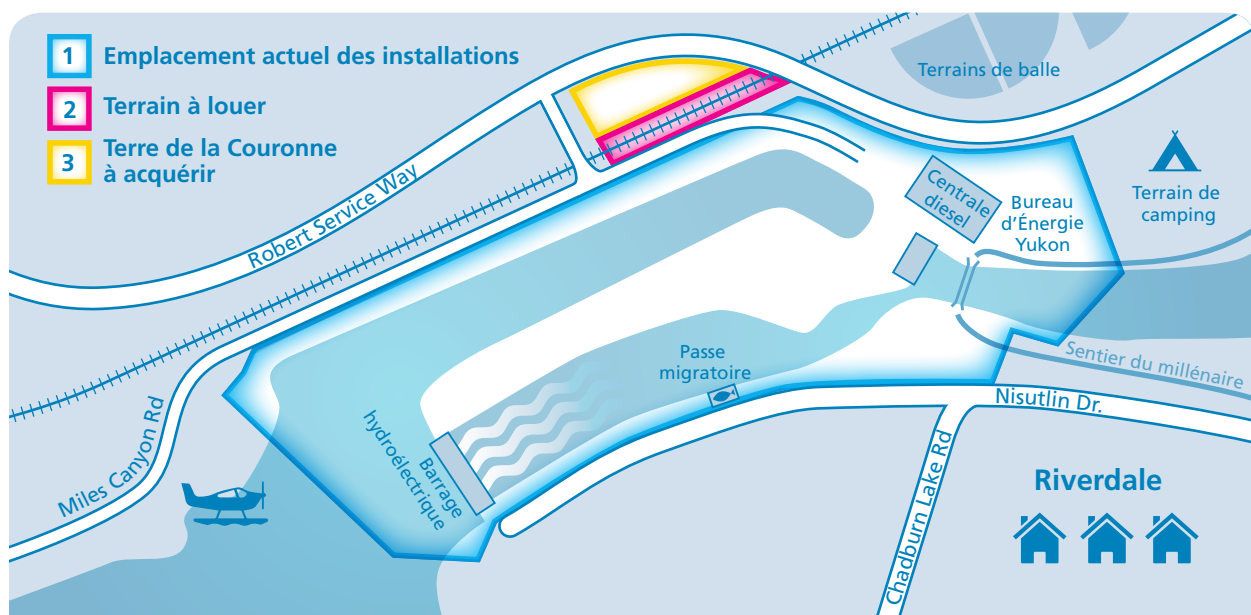 1 Emplacement actuel des installations
2 Terrain à louer
3 Terre de la Couronne
à acquérir
Terrains de balle
Robert Service Way
Centrale
diesel
Bureau
d'Énergie
Yukon
Terrain de
camping
Passe
migratoire
Sentier du millénaire
Nisutlin Dr.
Miles Canyon Rd
Barrage
hydroélectrique
Chadburn Lake Rd
Riverdale